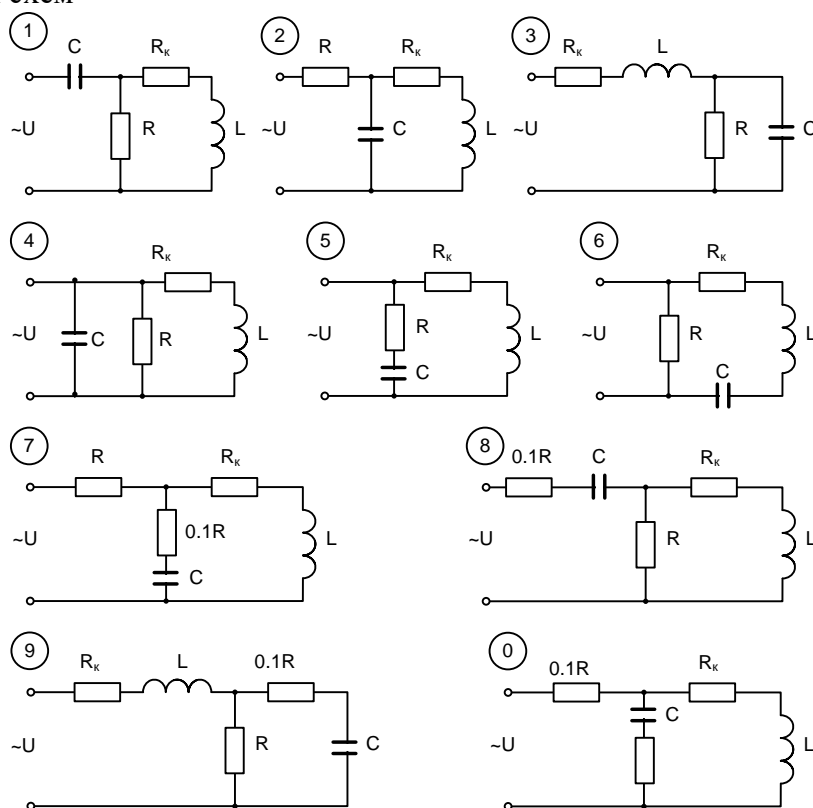 1 C Rк 2 R Rк 3 Rк L
~U R L ~U C L ~U R C
4 Rк 5 Rк 6 Rк
~U C R L ~U R L ~U R L
C C
7 R Rк 8 0.1R C Rк
~U 0.1R L ~U R L
C
9 Rк L 0.1R 0 0.1R Rк
~U R C ~U C L